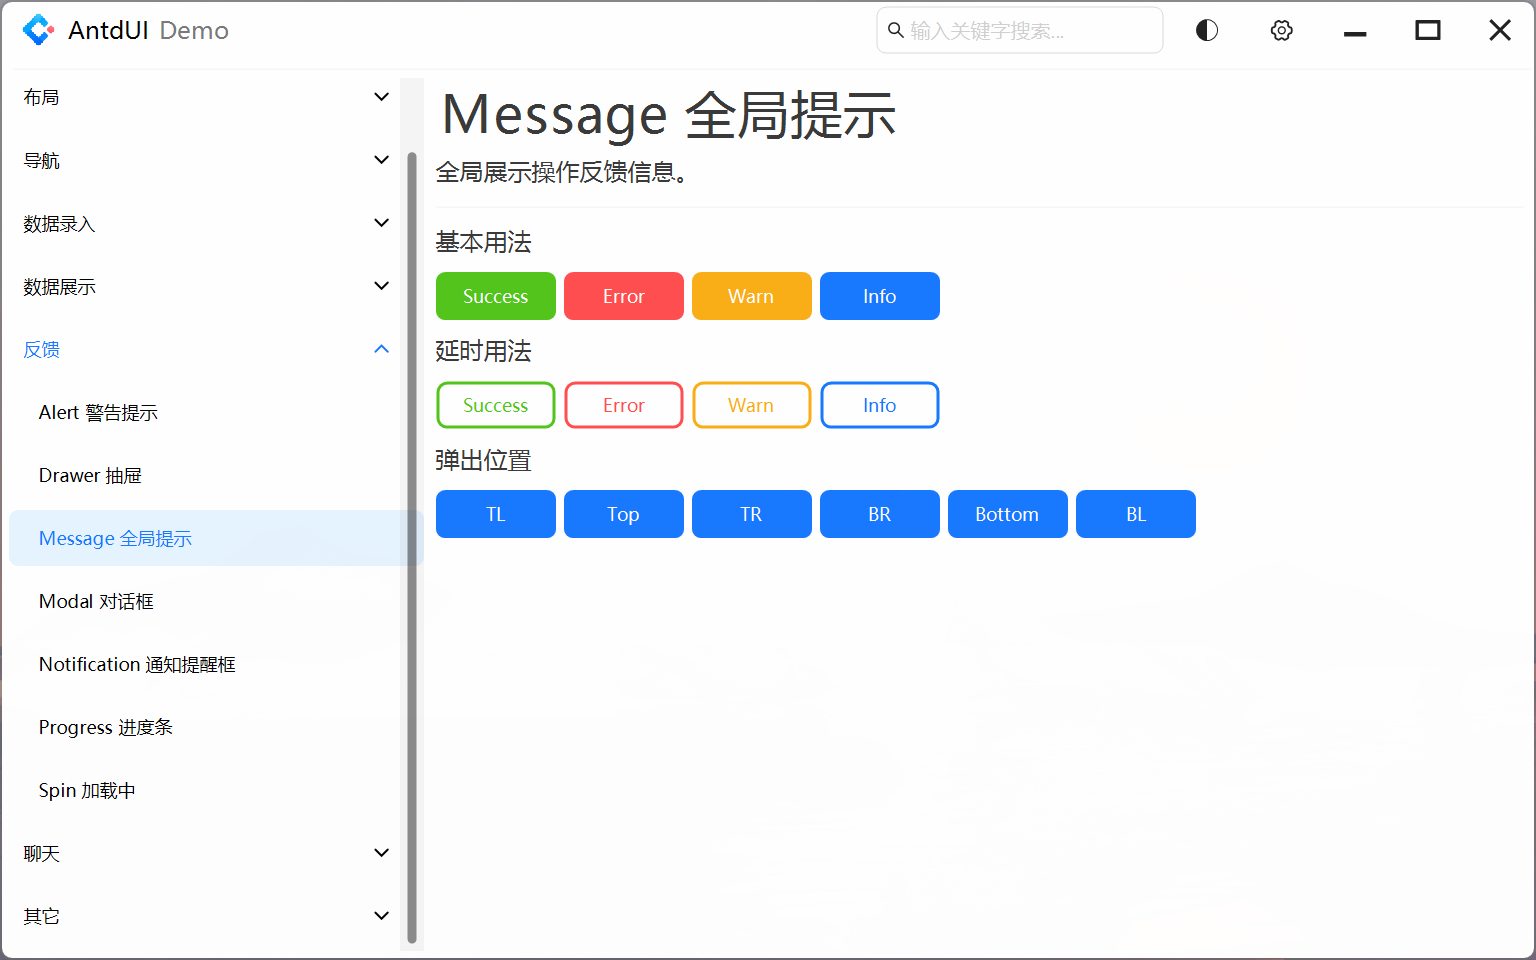 AntdUI Demo
输入关键字搜索...
布局
导航
数据录入
数据展示
反馈
Alert 警告提示
Drawer 抽屉
Message 全局提示
Modal 对话框
Notification 通知提醒框
Progress 进度条
Spin 加载中
聊天
其它
Message 全局提示
全局展示操作反馈信息。
基本用法
Success Error Warn Info
延时用法
Success Error Warn Info
弹出位置
TL Top TR BR Bottom BL